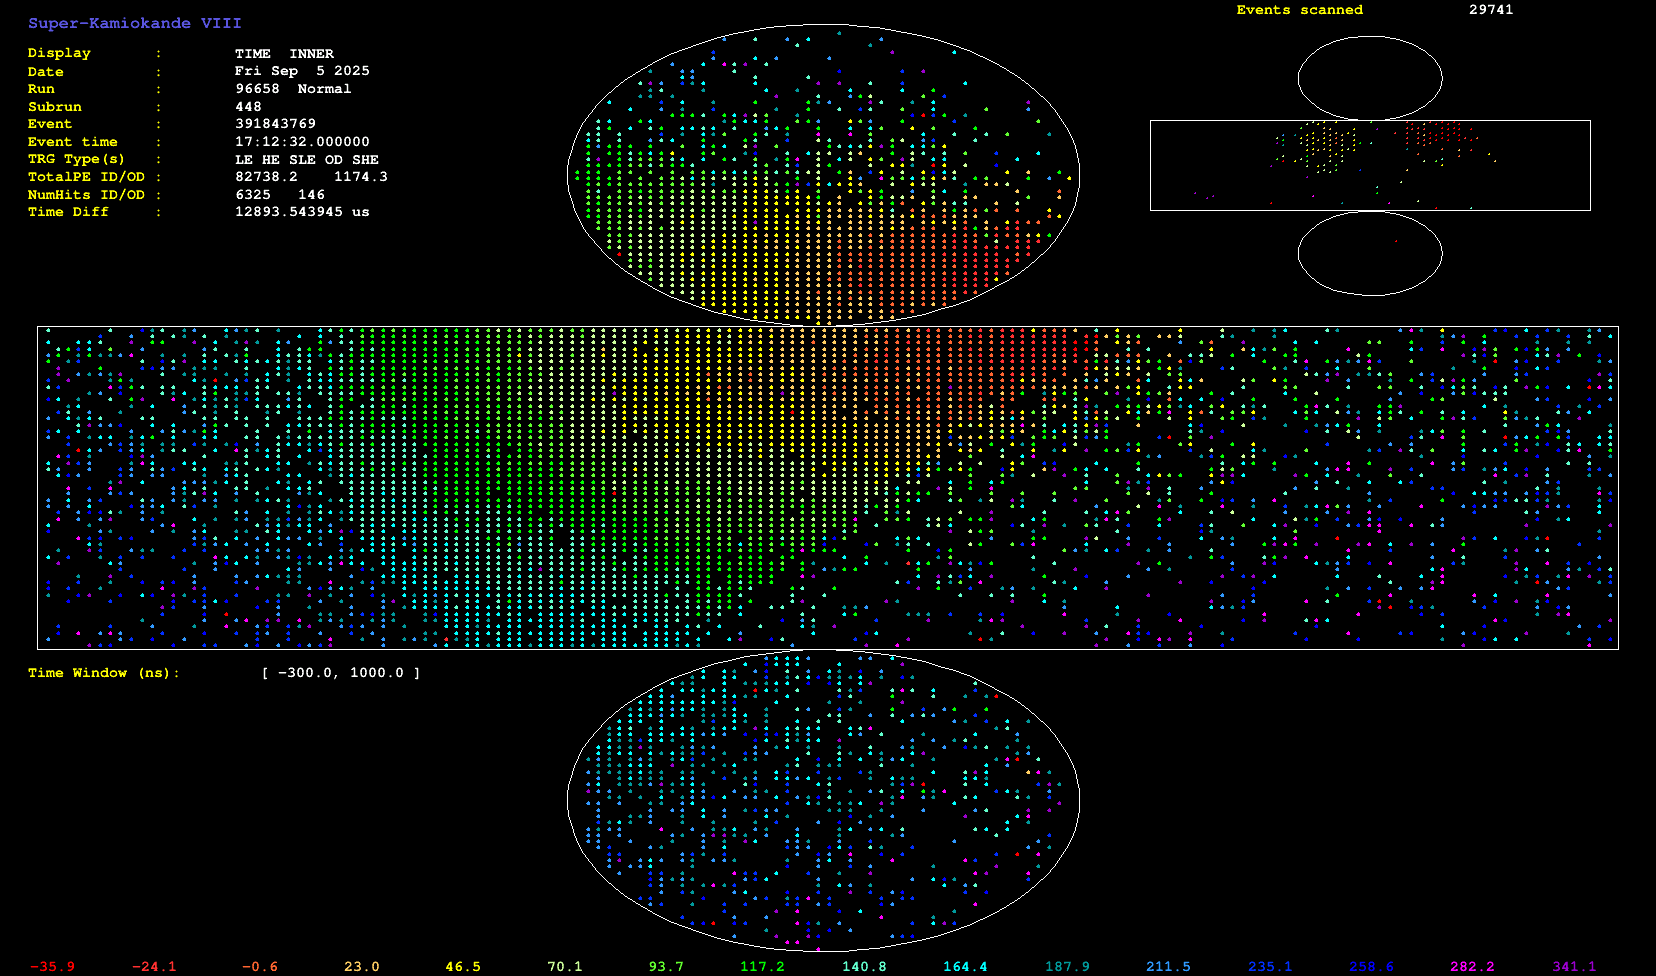 Super-Kamiokande VIII
Events scanned 29741
Display : TIME INNER
Date : Fri Sep 5 2025
Run : 96658 Normal
Subrun : 448
Event : 391843769
Event time : 17:12:32.000000
TRG Type(s) : LE HE SLE OD SHE
TotalPE ID/OD : 82738.2 1174.3
NumHits ID/OD : 6325 146
Time Diff : 12893.543945 us
Time Window (ns): [ -300.0, 1000.0 ]
-35.9 -24.1 -0.6 23.0 46.5 70.1 93.7 117.2 140.8 164.4 187.9 211.5 235.1 258.6 282.2 341.1